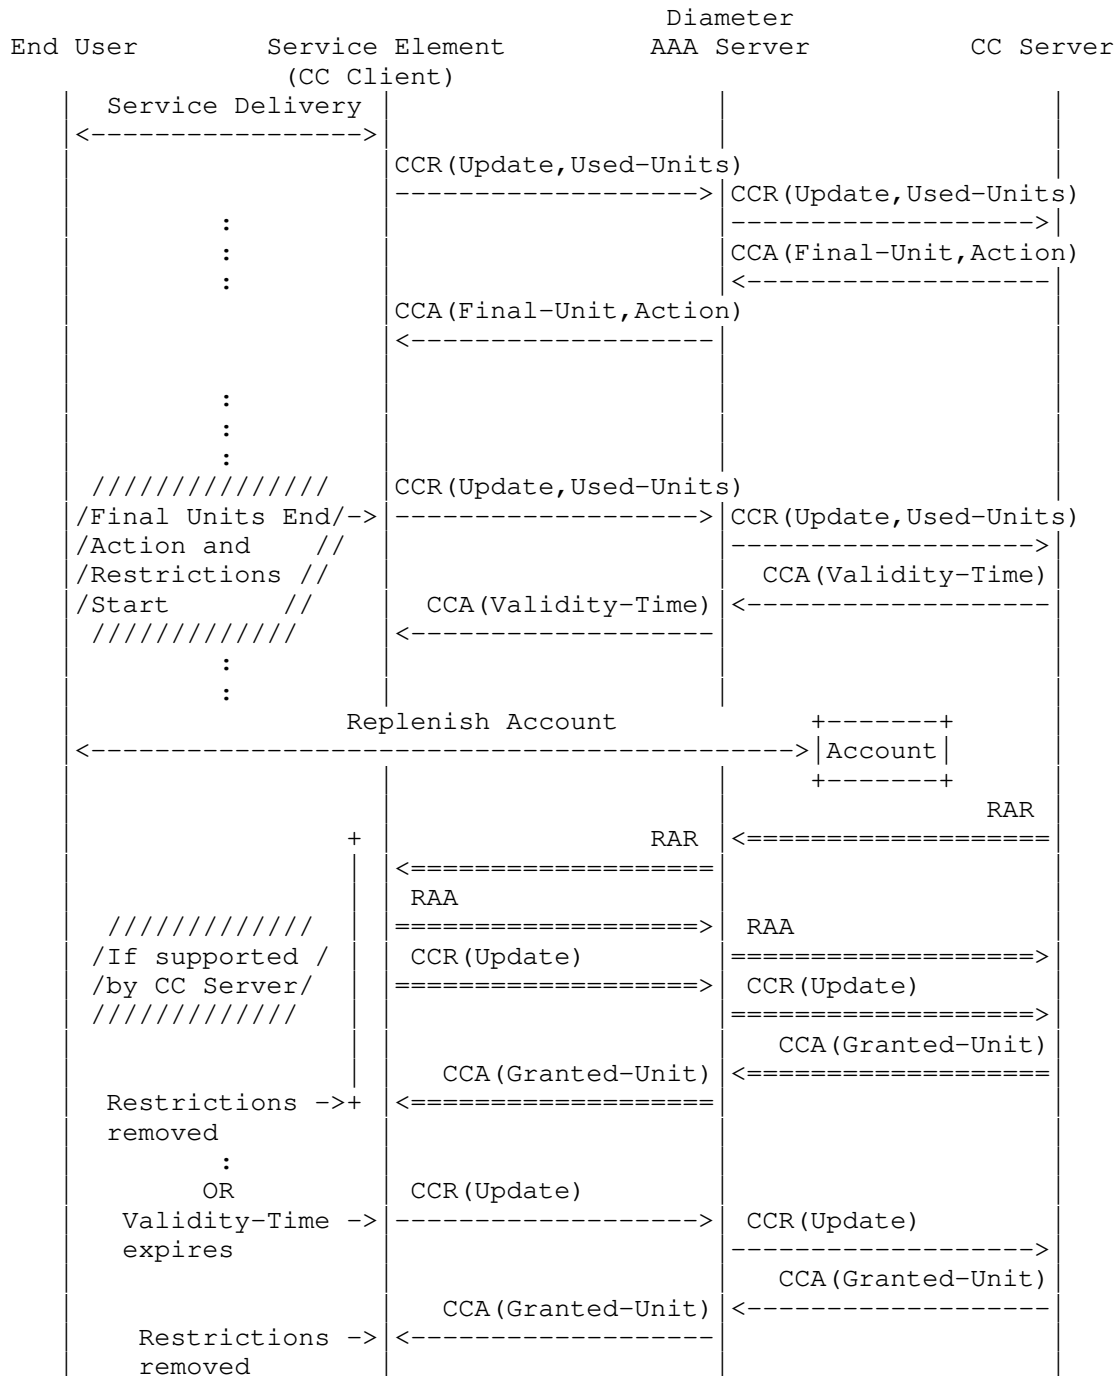 Diameter
End User        Service Element         AAA Server          CC Server
                 (CC Client)
   |  Service Delivery |                    |                    |
   |<----------------->|                    |                    |
   |                   |CCR(Update,Used-Units)                   |
   |                   |------------------->|CCR(Update,Used-Units)
   |         :         |                    |------------------->|
   |         :         |                    |CCA(Final-Unit,Action)
   |         :         |                    |<-------------------|
   |                   |CCA(Final-Unit,Action)                   |
   |                   |<-------------------|                    |
   |                   |                    |                    |
   |         :         |                    |                    |
   |         :         |                    |                    |
   |         :         |                    |                    |
   | ///////////////   |CCR(Update,Used-Units)                   |
   |/Final Units End/->|------------------->|CCR(Update,Used-Units)
   |/Action and    //  |                    |------------------->|
   |/Restrictions //   |                    |  CCA(Validity-Time)|
   |/Start       //    |  CCA(Validity-Time)|<-------------------|
   | /////////////     |<-------------------|                    |
   |         :         |                    |                    |
   |         :         |                    |                    |
   |                Replenish Account            +-------+       |
   |<------------------------------------------->|Account|       |
   |                   |                    |    +-------+       |
   |                   |                    |                RAR |
   |                 + |                RAR |<===================|
   |                 | |<===================|                    |
   |                 | | RAA                |                    |
   |  /////////////  | |===================>| RAA                |
   | /If supported / | | CCR(Update)        |===================>|
   | /by CC Server/  | |===================>| CCR(Update)        |
   | /////////////   | |                    |===================>|
   |                 | |                    |   CCA(Granted-Unit)|
   |                 | |   CCA(Granted-Unit)|<===================|
   |  Restrictions ->+ |<===================|                    |
   |  removed          |                    |                    |
   |         :         |                    |                    |
   |        OR         | CCR(Update)        |                    |
   |   Validity-Time ->|------------------->| CCR(Update)        |
   |   expires         |                    |------------------->|
   |                   |                    |   CCA(Granted-Unit)|
   |                   |   CCA(Granted-Unit)|<-------------------|
   |    Restrictions ->|<-------------------|                    |
   |    removed        |                    |                    |